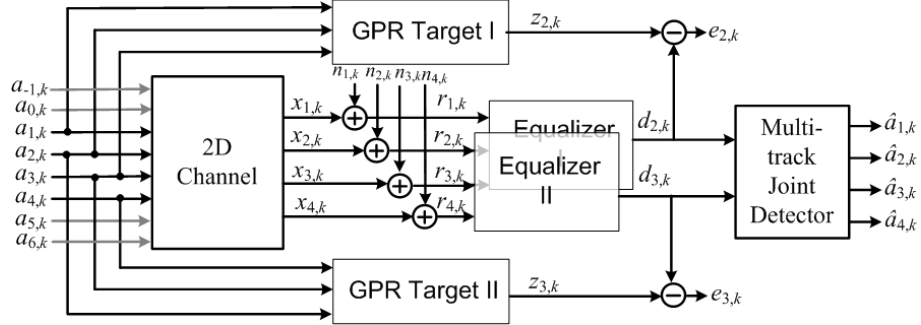 GPR Target I
z2,k
e2,k
n1,k
n2,k
n3,k
n4,k
a-1,k
a0,k
a1,k
a2,k
a3,k
a4,k
a5,k
a6,k
2D
Channel
x1,k
x2,k
x3,k
x4,k
r1,k
r2,k
r3,k
r4,k
Equalizer
I
Equalizer
II
d2,k
d3,k
Multi-
track
Joint
Detector
â1,k
â2,k
â3,k
â4,k
GPR Target II
z3,k
e3,k